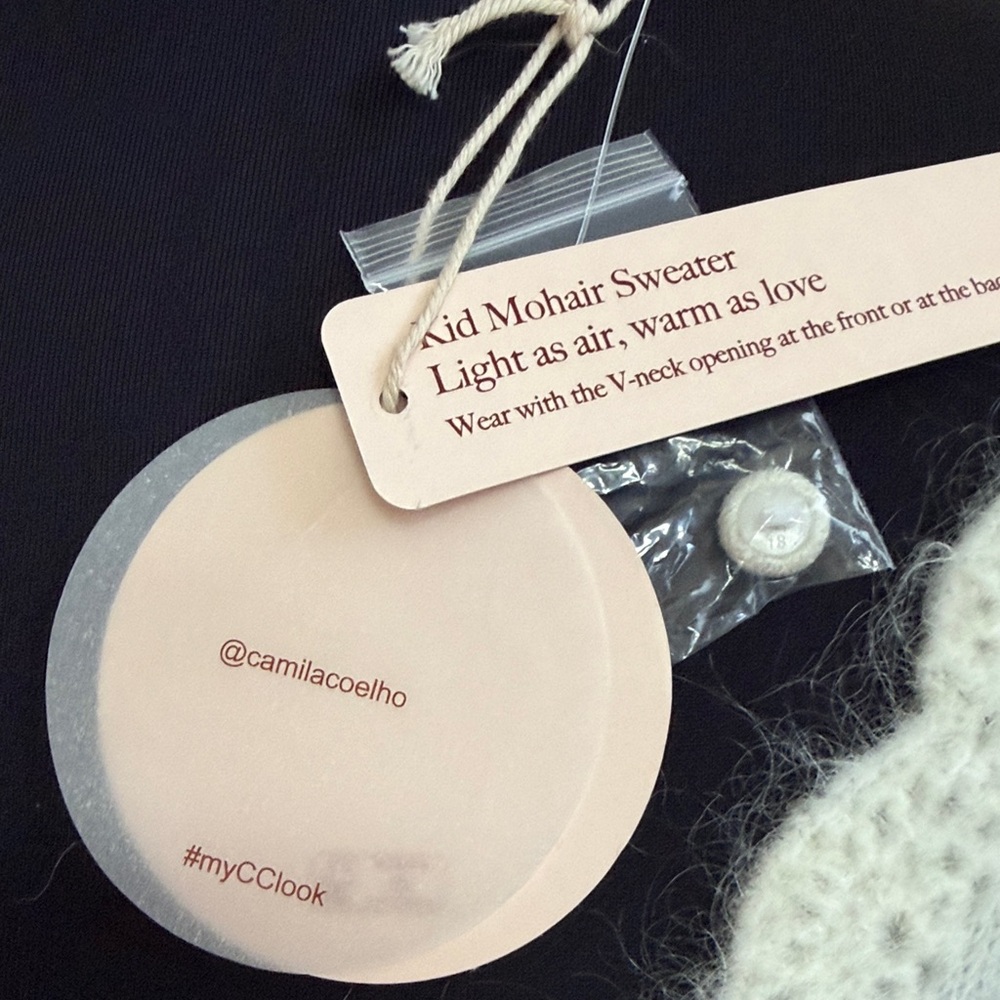 Kid Mohair Sweater
Light as air, warm as love
Wear with the V-neck opening at the front or at the
@camilacoelho
#myCClook
18